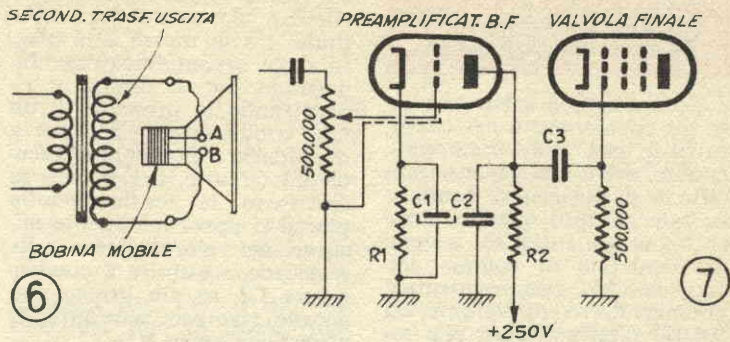 SECOND. TRASF. USCITA
A
B
BOBINA MOBILE
6
PREAMPLIFICAT. B.F
VALVOLA FINALE
500.000
C1
C2
C3
R1
R2
500.000
+250V
7